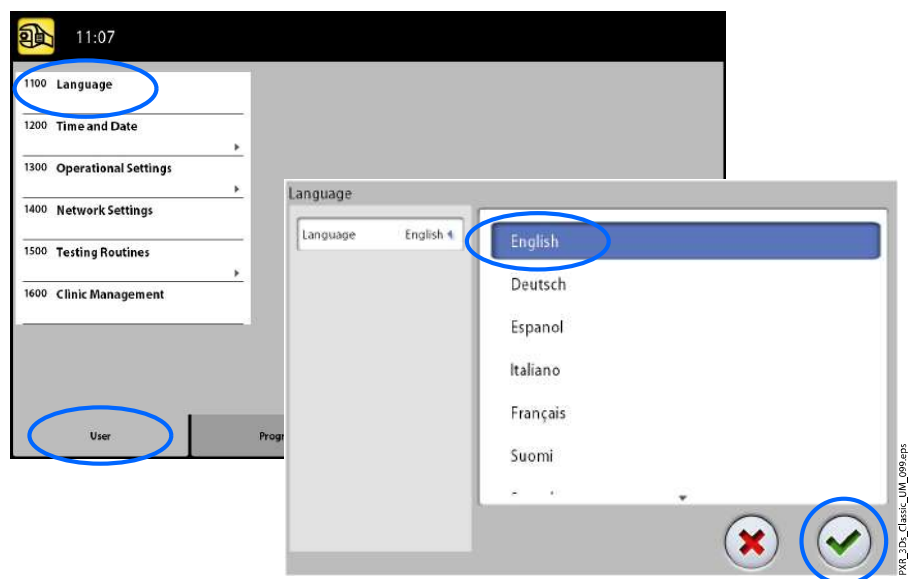 11:07
1100 Language
1200 Time and Date
1300 Operational Settings
1400 Network Settings
1500 Testing Routines
1600 Clinic Management
User
Progr
Language
Language English
English
Deutsch
Espanol
Italiano
Français
Suomi
PXR_3Ds_Classic_UM_099.eps